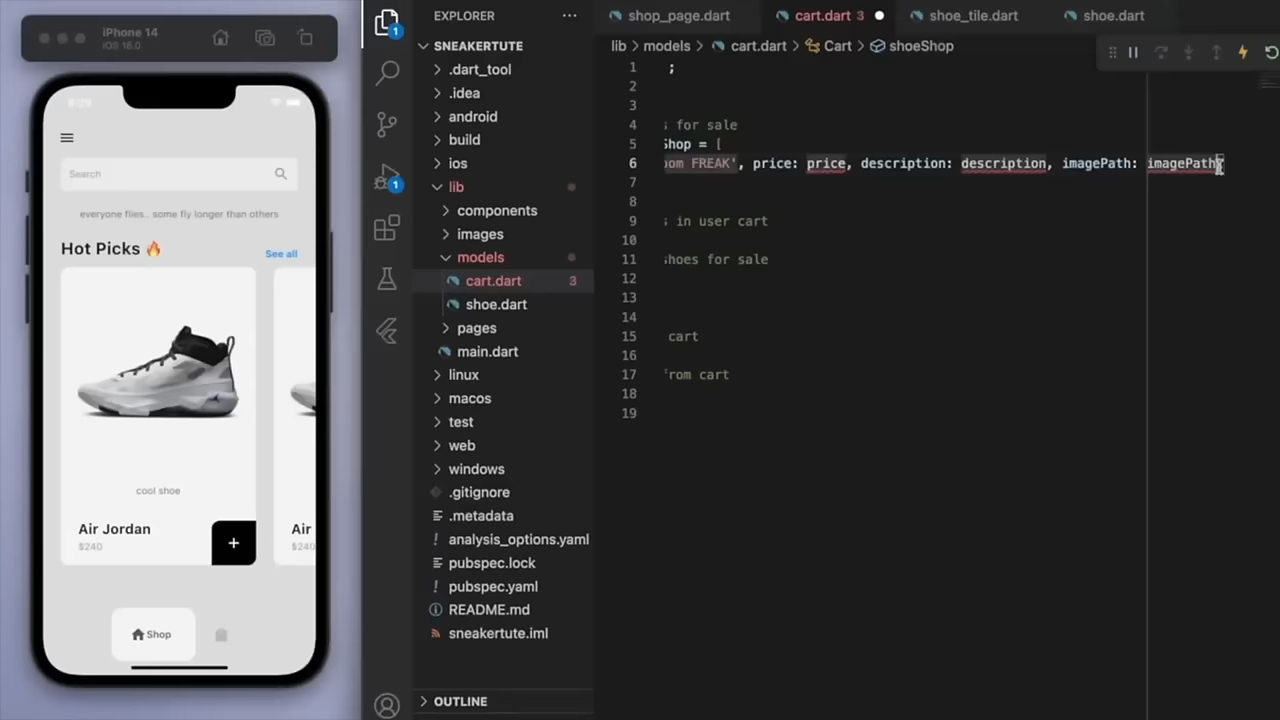 iPhone 14
iOS 16.0
Search
everyone flies.. some fly longer than others
Hot Picks 🔥
See all
cool shoe
Air Jordan
$240
+
Air
$240
Shop
1
1
EXPLORER
SNEAKERTUTE
.dart_tool
.idea
android
build
ios
lib
components
images
models
cart.dart 3
shoe.dart
pages
main.dart
linux
macos
test
web
windows
.gitignore
.metadata
! analysis_options.yaml
pubspec.lock
! pubspec.yaml
README.md
sneakertute.iml
OUTLINE
shop_page.dart
cart.dart 3
shoe_tile.dart
shoe.dart
lib > models > cart.dart > Cart > shoeShop
1 ;
2
3
4 s for sale
5 Shop = [
6 oom FREAK', price: price, description: description, imagePath: imagePath
7
8
9 s in user cart
10
11 shoes for sale
12
13
14
15 cart
16
17 from cart
18
19